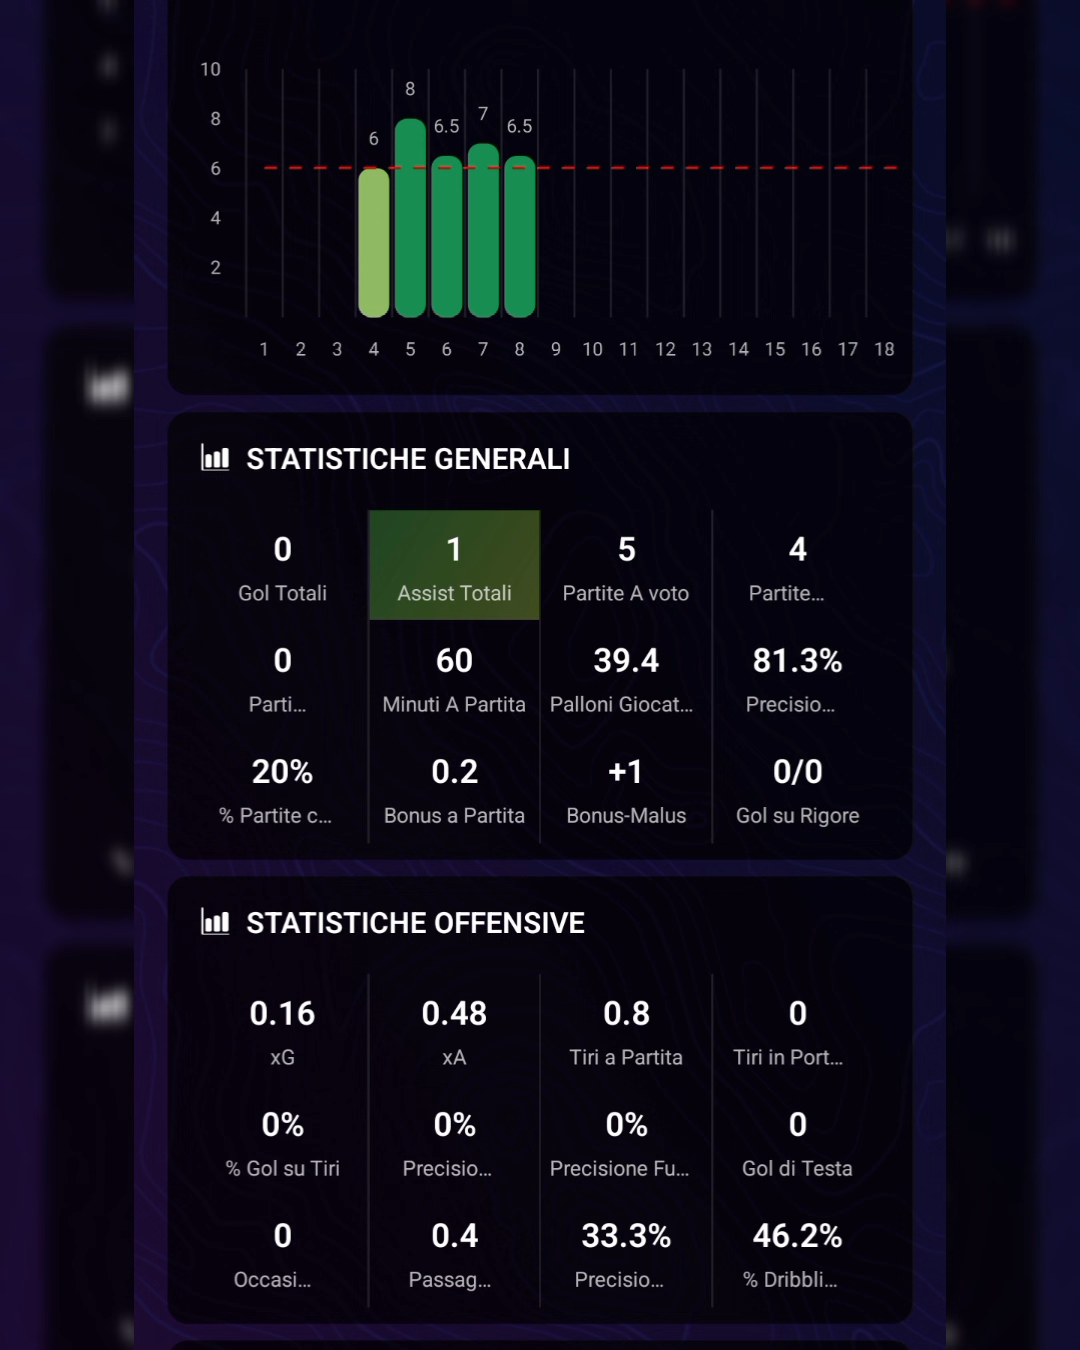 10
8
6
4
2
6
8
6.5
7
6.5
1 2 3 4 5 6 7 8 9 10 11 12 13 14 15 16 17 18
STATISTICHE GENERALI
0 1 5 4
Gol Totali Assist Totali Partite A voto Partite...
0 60 39.4 81.3%
Parti... Minuti A Partita Palloni Giocat... Precisio...
20% 0.2 +1 0/0
% Partite c... Bonus a Partita Bonus-Malus Gol su Rigore
STATISTICHE OFFENSIVE
0.16 0.48 0.8 0
xG xA Tiri a Partita Tiri in Port...
0% 0% 0% 0
% Gol su Tiri Precisio... Precisione Fu... Gol di Testa
0 0.4 33.3% 46.2%
Occasi... Passag... Precisio... % Dribbli...